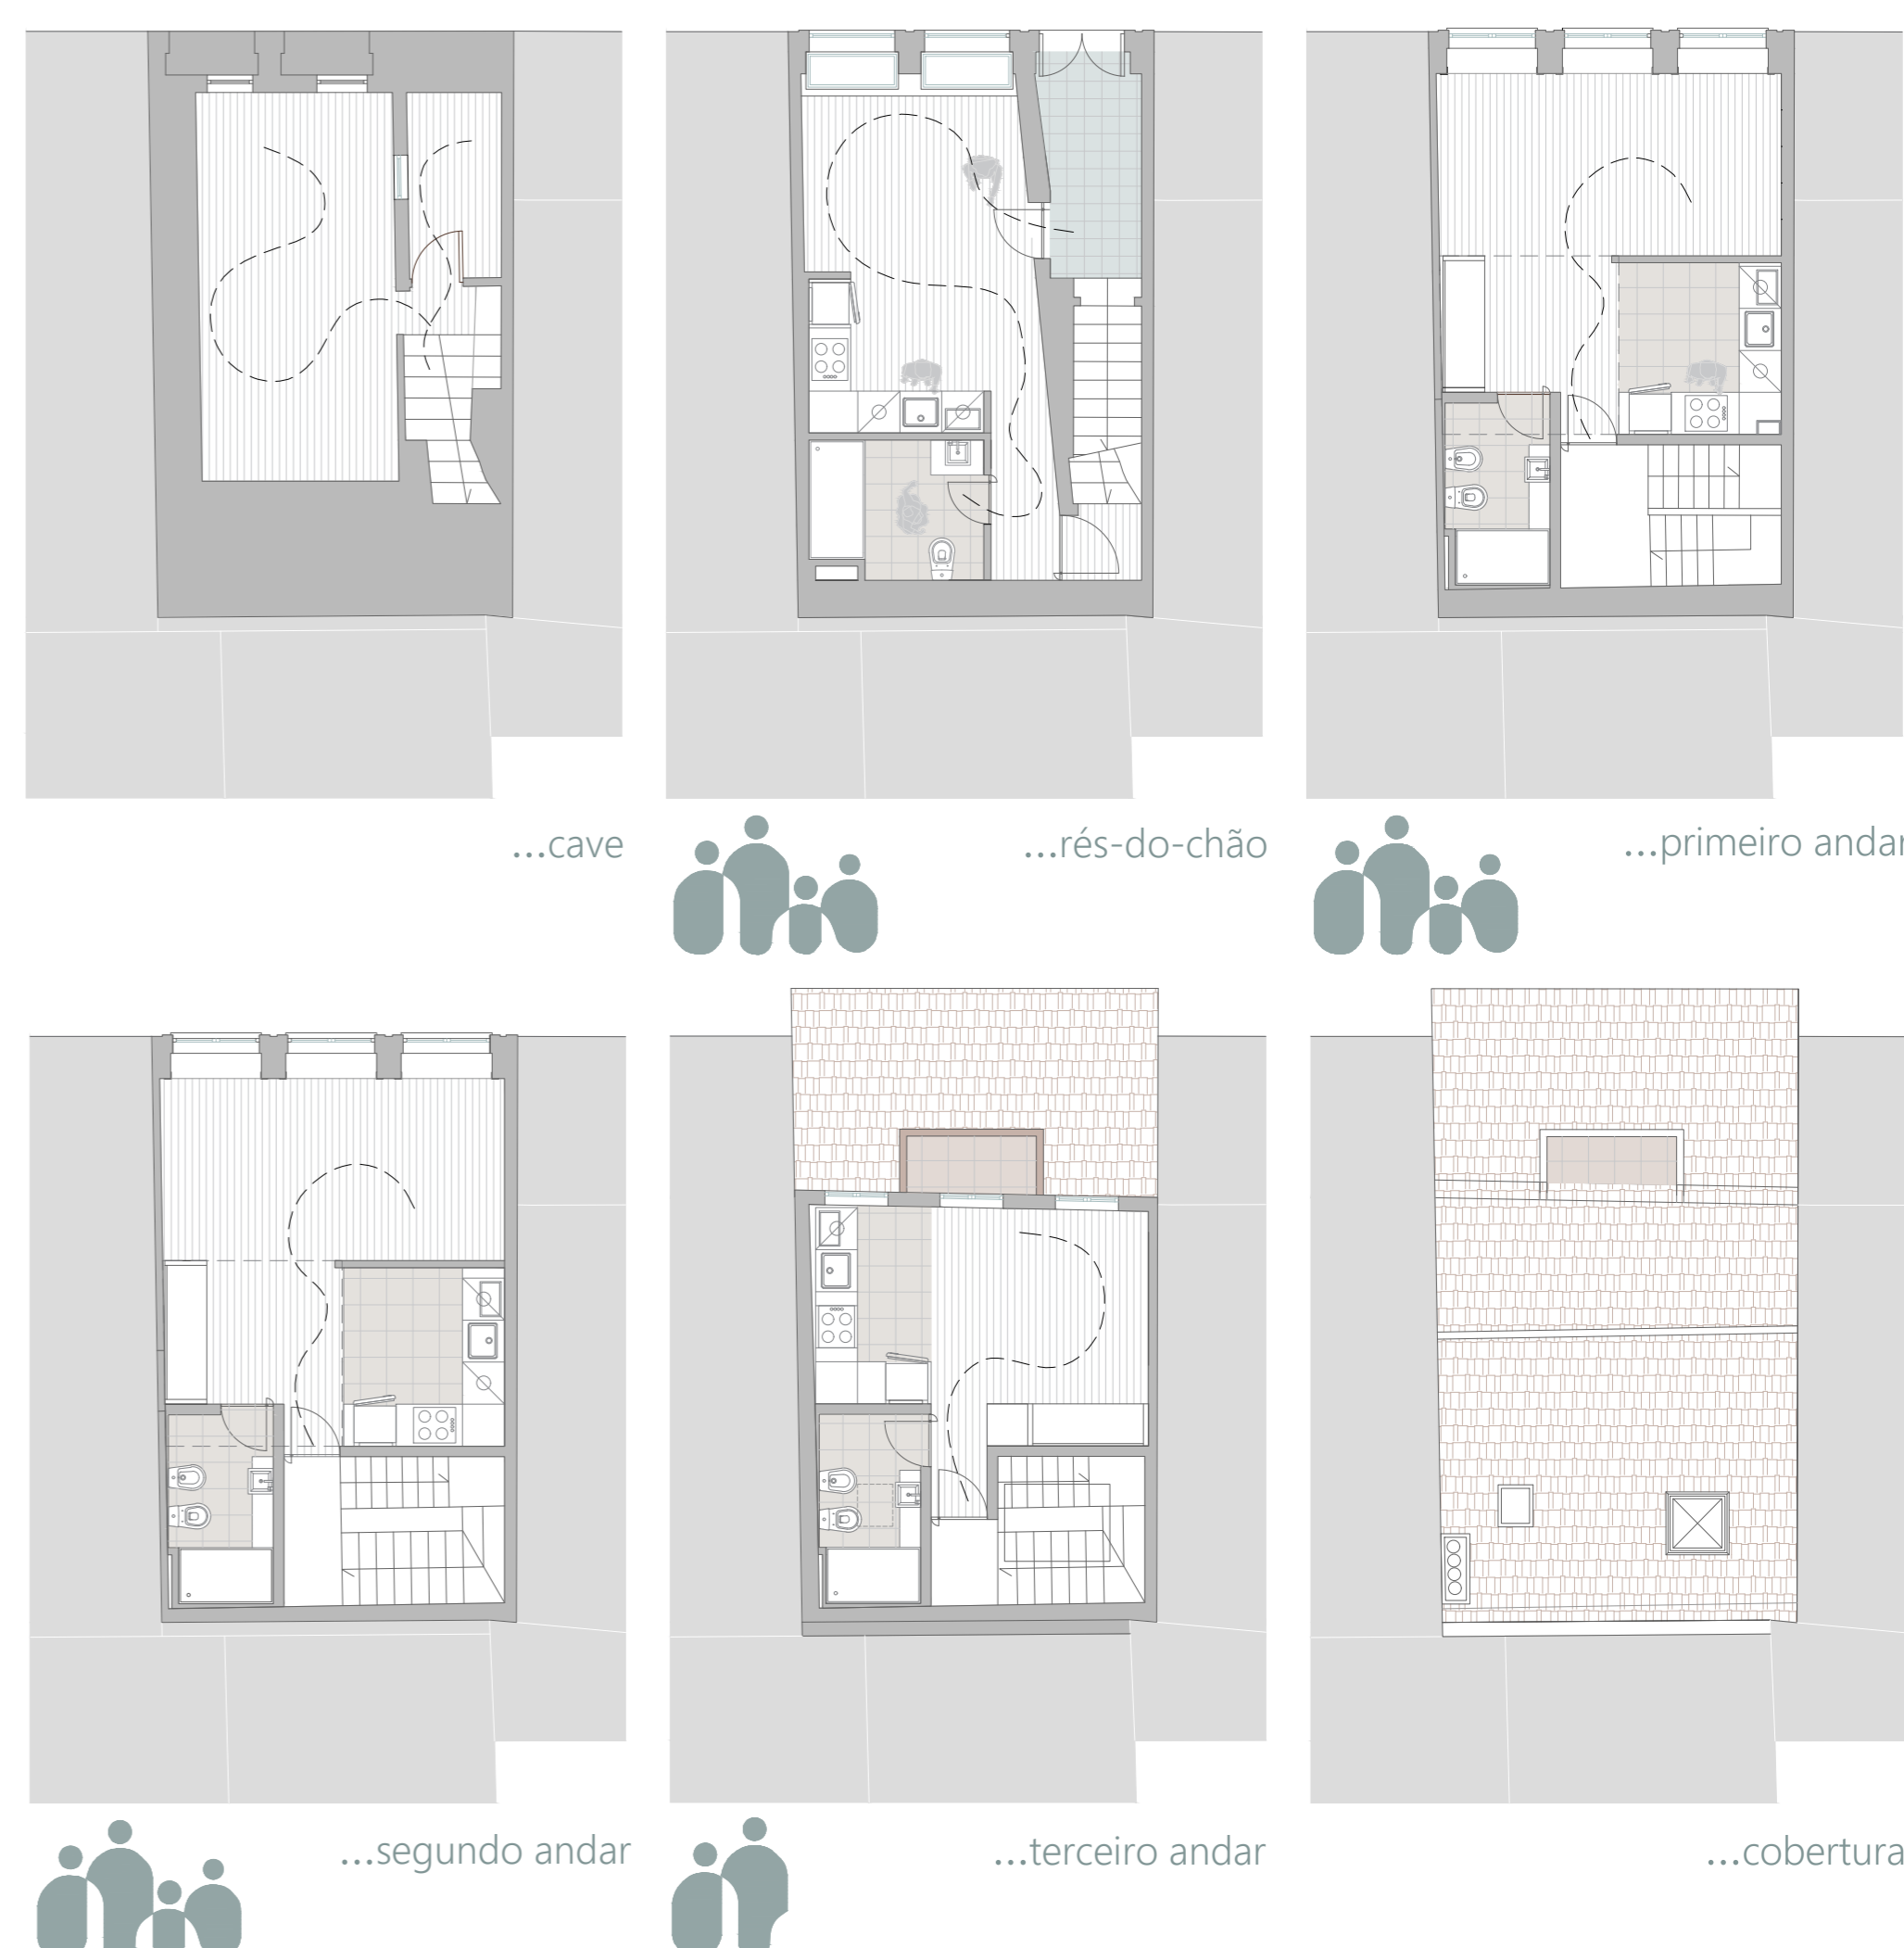 ...cave
...rés-do-chão
...primeiro andar
...segundo andar
...terceiro andar
...cobertura